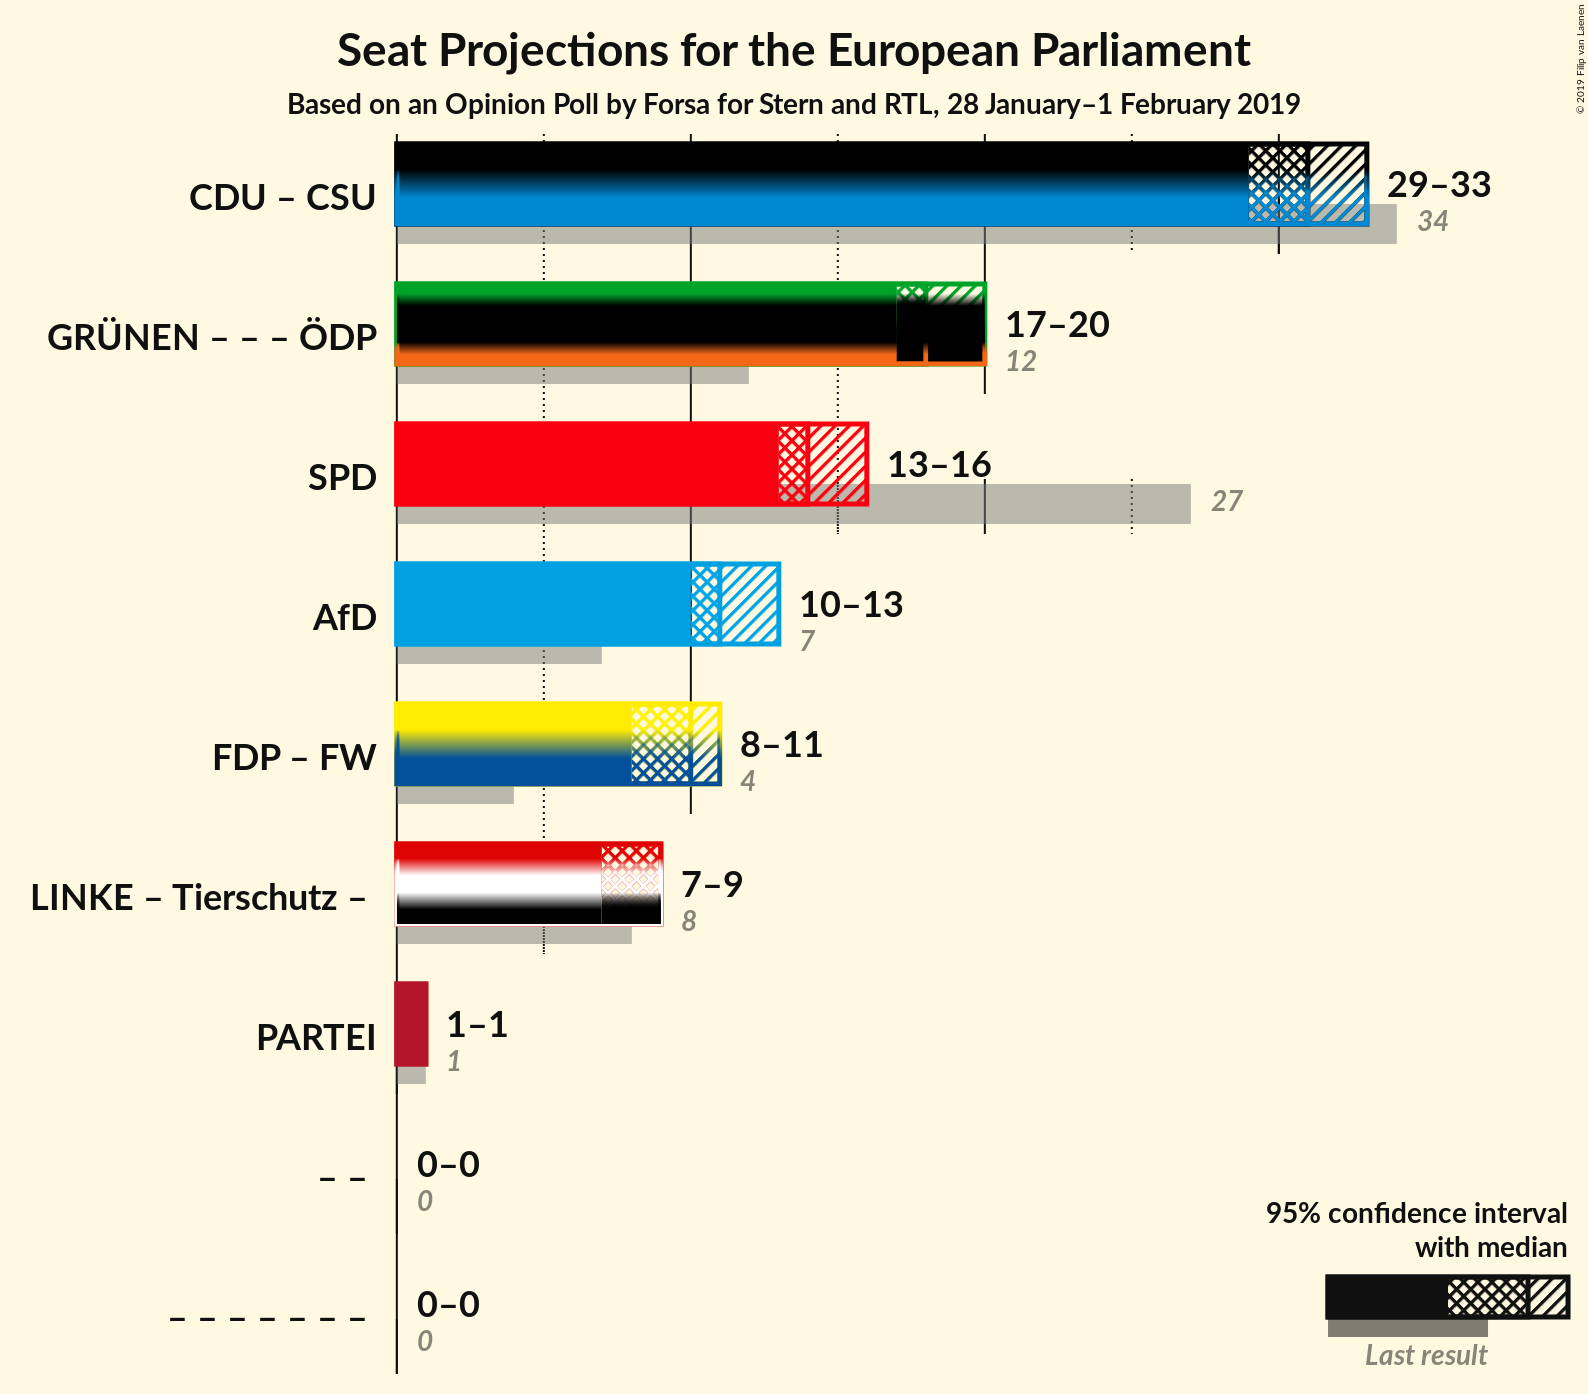 Seat Projections for the European Parliament
Based on an Opinion Poll by Forsa for Stern and RTL, 28 January–1 February 2019
© 2019 Filip van Laenen
CDU – CSU
29–33
34
GRÜNEN – – – ÖDP
17–20
12
SPD
13–16
27
AfD
10–13
7
FDP – FW
8–11
4
LINKE – Tierschutz –
7–9
8
PARTEI
1–1
1
– –
0–0
0
– – – – – – –
0–0
0
95% confidence interval
with median
Last result